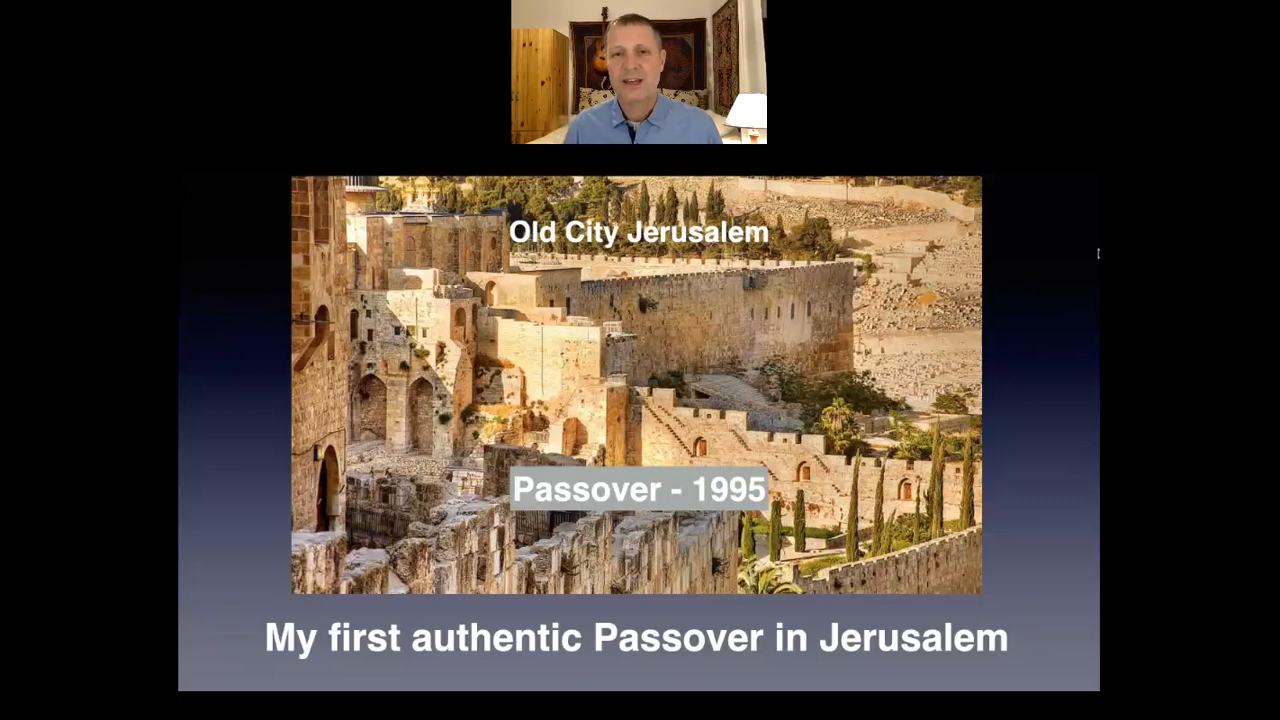 Old City Jerusalem
Passover - 1995
My first authentic Passover in Jerusalem